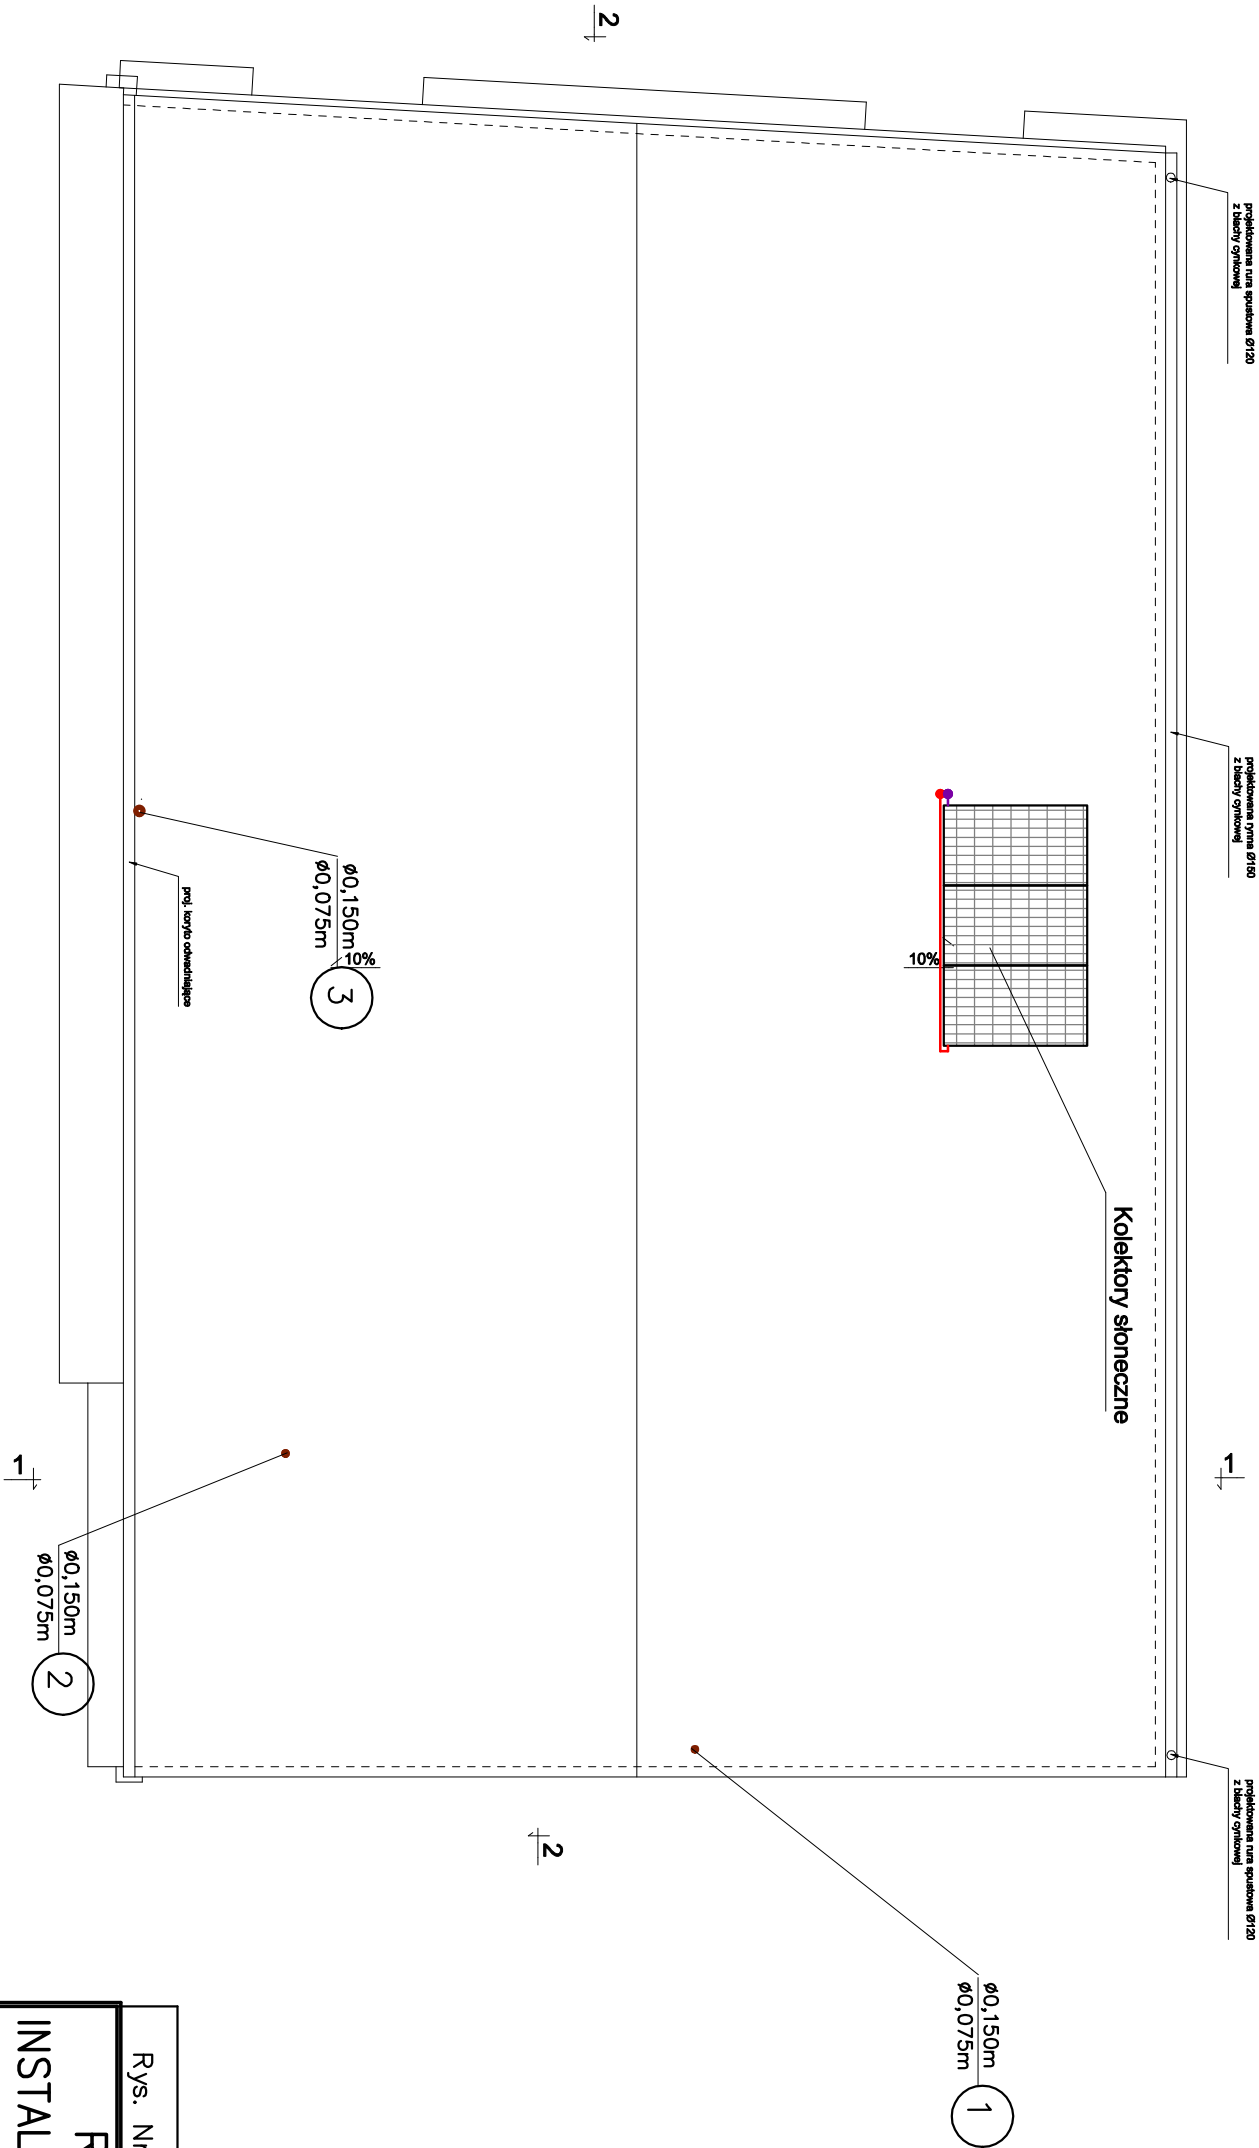 projektowana rura spustowa Ø120
z blachy cynkowej
projektowana rynna Ø150
z blachy cynkowej
projektowana rura spustowa Ø120
z blachy cynkowej
2
1
Kolektory słoneczne
10%
ø0,150m
ø0,075m
1
10%
ø0,150m
ø0,075m
3
proj. koryto odwadniające
2
ø0,150m
ø0,075m
2
1
Rys. Nr
INSTAL